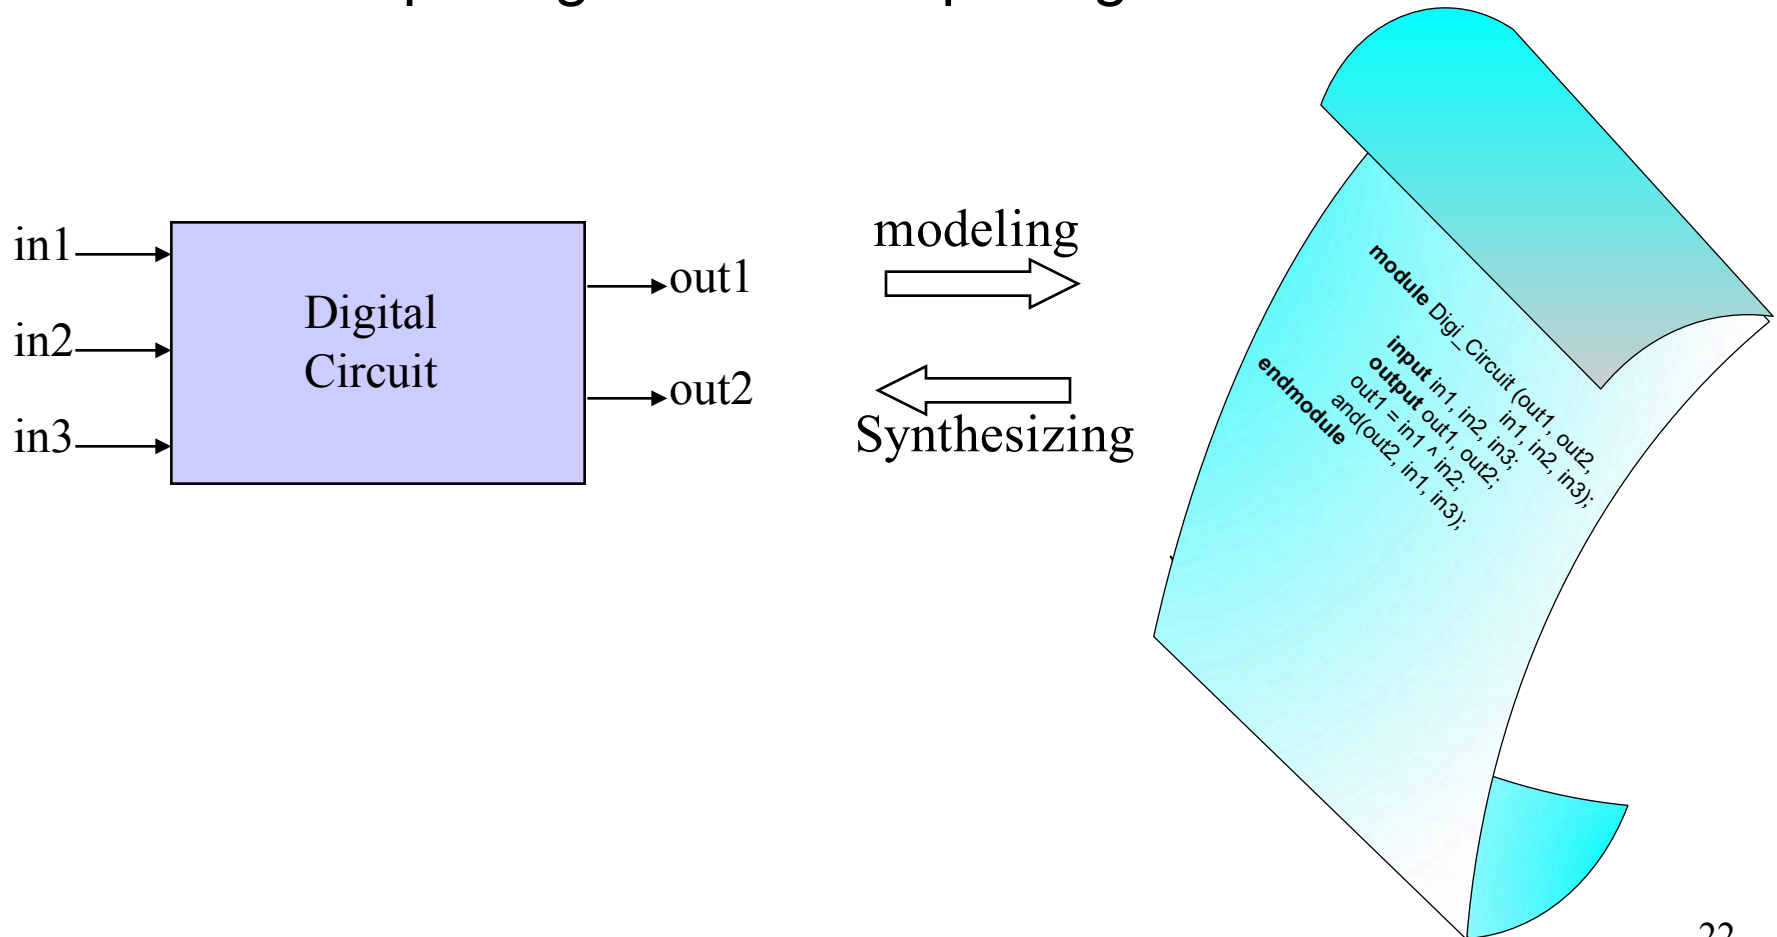 in1
in2
in3
Digital
Circuit
out1
out2
modeling
Synthesizing
module Digi_Circuit (out1, out2,
in1, in2, in3);
input in1, in2, in3;
output out1, out2;
out1 = in1 ^ in2;
and(out2, in1, in3);
endmodule
22